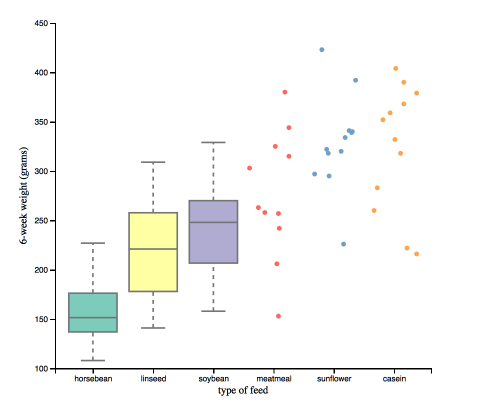 450
400
350
300
250
200
150
100
6-week weight (grams)
horsebean linseed soybean meatmeal sunflower casein
type of feed